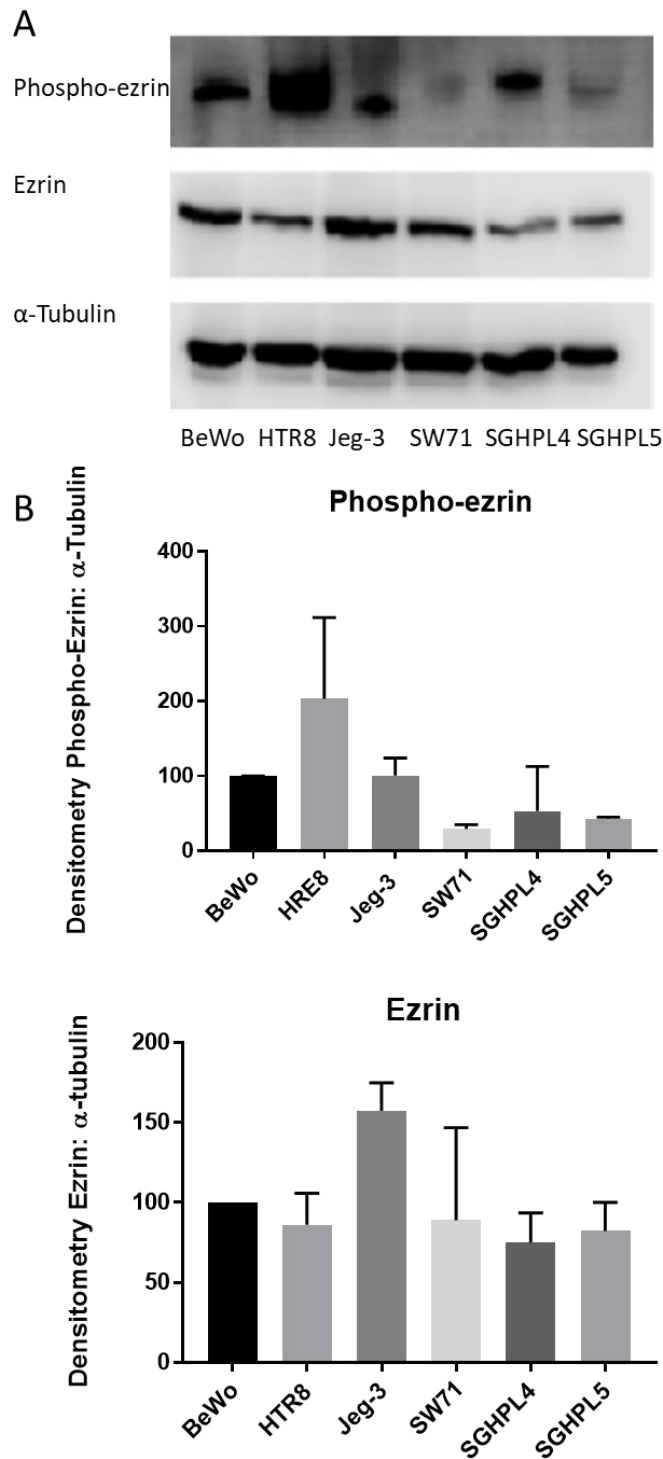 A
Phospho-ezrin
Ezrin
α-Tubulin
BeWo HTR8 Jeg-3 SW71 SGHPL4 SGHPL5
B
Phospho-ezrin
Densitometry Phospho-Ezrin: α-Tubulin
400
300
200
100
0
BeWo HRE8 Jeg-3 SW71 SGHPL4 SGHPL5
Ezrin
Densitometry Ezrin: α-tubulin
200
150
100
50
0
BeWo HTR8 Jeg-3 SW71 SGHPL4 SGHPL5